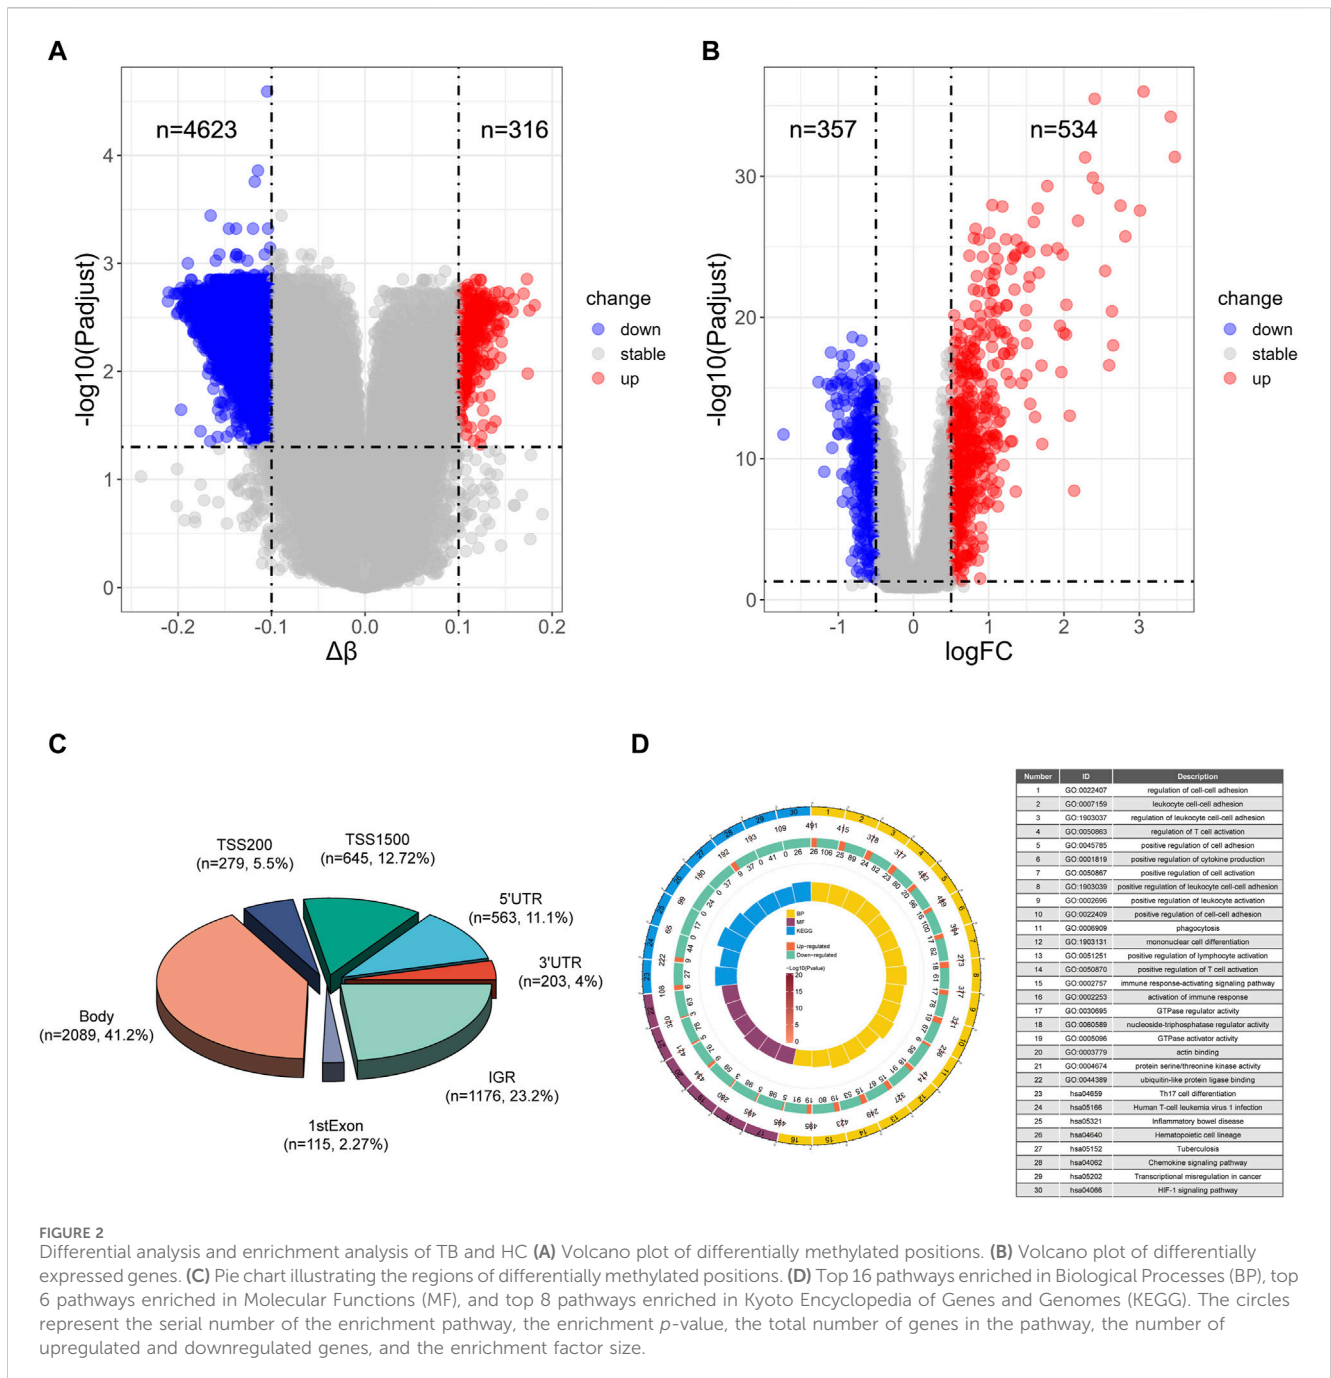 A
n=4623
n=316
4
3
2
1
0
-log10(Padjust)
-0.2
-0.1
0.0
0.1
0.2
Δβ
change
down
stable
up
B
n=357
n=534
30
20
10
0
-log10(Padjust)
-1
0
1
2
3
logFC
change
down
stable
up
C
TSS200
(n=279, 5.5%)
TSS1500
(n=645, 12.72%)
5'UTR
(n=563, 11.1%)
3'UTR
(n=203, 4%)
Body
(n=2089, 41.2%)
IGR
(n=1176, 23.2%)
1stExon
(n=115, 2.27%)
D
BP
MF
KEGG
Up-regulated
Down-regulated
-Log10(Pvalue)
20
15
10
5
0
Number ID Description
1 GO:0022407 regulation of cell-cell adhesion
2 GO:0007159 leukocyte cell-cell adhesion
3 GO:1903037 regulation of leukocyte cell-cell adhesion
4 GO:0050863 regulation of T cell activation
5 GO:0045785 positive regulation of cell adhesion
6 GO:0001819 positive regulation of cytokine production
7 GO:0050867 positive regulation of cell activation
8 GO:1903039 positive regulation of leukocyte cell-cell adhesion
9 GO:0002696 positive regulation of leukocyte activation
10 GO:0022409 positive regulation of cell-cell adhesion
11 GO:0006909 phagocytosis
12 GO:1903131 mononuclear cell differentiation
13 GO:0051251 positive regulation of lymphocyte activation
14 GO:0050870 positive regulation of T cell activation
15 GO:0002757 immune response-activating signaling pathway
16 GO:0002253 activation of immune response
17 GO:0030695 GTPase regulator activity
18 GO:0060589 nucleoside-triphosphatase regulator activity
19 GO:0005096 GTPase activator activity
20 GO:0003779 actin binding
21 GO:0004674 protein serine/threonine kinase activity
22 GO:0044389 ubiquitin-like protein ligase binding
23 hsa04659 Th17 cell differentiation
24 hsa05166 Human T-cell leukemia virus 1 infection
25 hsa05321 Inflammatory bowel disease
26 hsa04640 Hematopoietic cell lineage
27 hsa05152 Tuberculosis
28 hsa04062 Chemokine signaling pathway
29 hsa05202 Transcriptional misregulation in cancer
30 hsa04066 HIF-1 signaling pathway
FIGURE 2
Differential analysis and enrichment analysis of TB and HC (A) Volcano plot of differentially methylated positions. (B) Volcano plot of differentially
expressed genes. (C) Pie chart illustrating the regions of differentially methylated positions. (D) Top 16 pathways enriched in Biological Processes (BP), top
6 pathways enriched in Molecular Functions (MF), and top 8 pathways enriched in Kyoto Encyclopedia of Genes and Genomes (KEGG). The circles
represent the serial number of the enrichment pathway, the enrichment p-value, the total number of genes in the pathway, the number of
upregulated and downregulated genes, and the enrichment factor size.